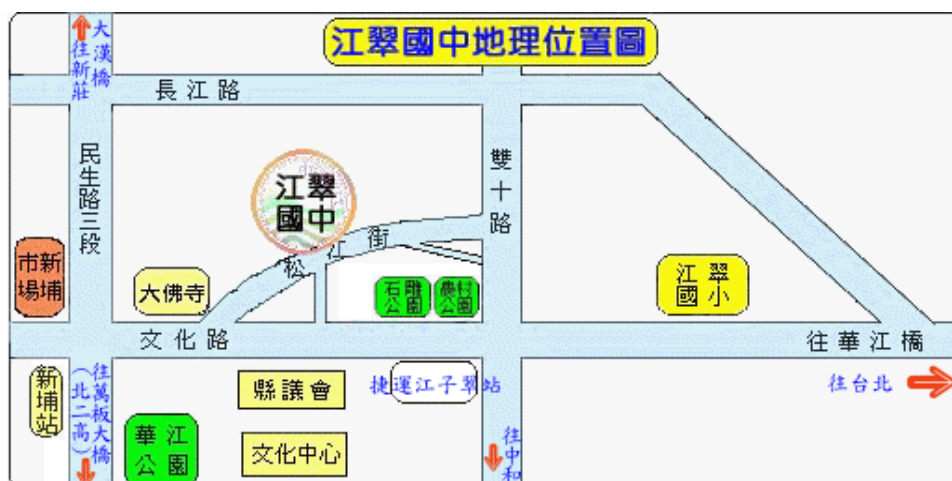 江翠國中地理位置圖
大漢橋
往新莊
長江路
民生路三段
江翠
國中
雙十路
松江街
新埔
市場
大佛寺
石雕
公園
農村
公園
江翠
國小
文化路
往華江橋
新埔站
往萬板大橋
(北二高)
縣議會
捷運江子翠站
往台北
華江
公園
文化中心
往中和